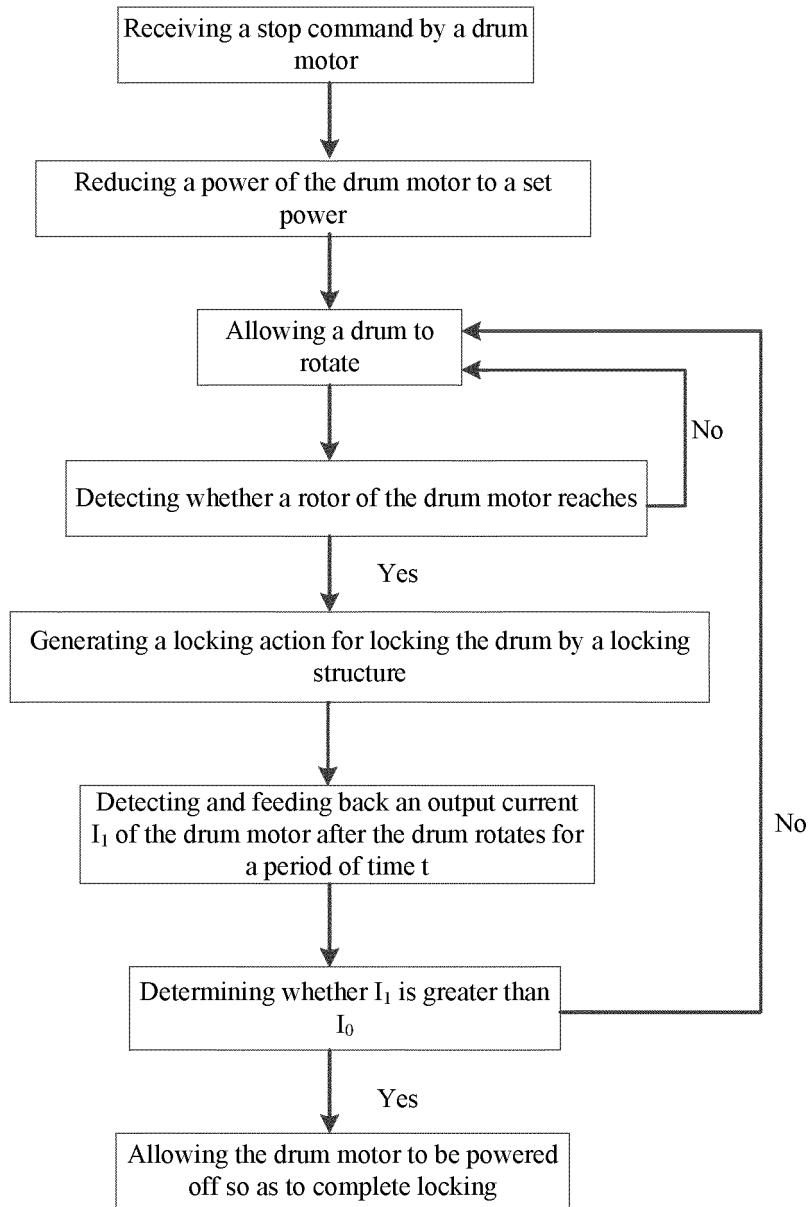 Receiving a stop command by a drum
motor
Reducing a power of the drum motor to a set
power
Allowing a drum to
rotate
No
Detecting whether a rotor of the drum motor reaches
Yes
Generating a locking action for locking the drum by a locking
structure
Detecting and feeding back an output current
I₁ of the drum motor after the drum rotates for
a period of time t
No
Determining whether I₁ is greater than
I₀
Yes
Allowing the drum motor to be powered
off so as to complete locking